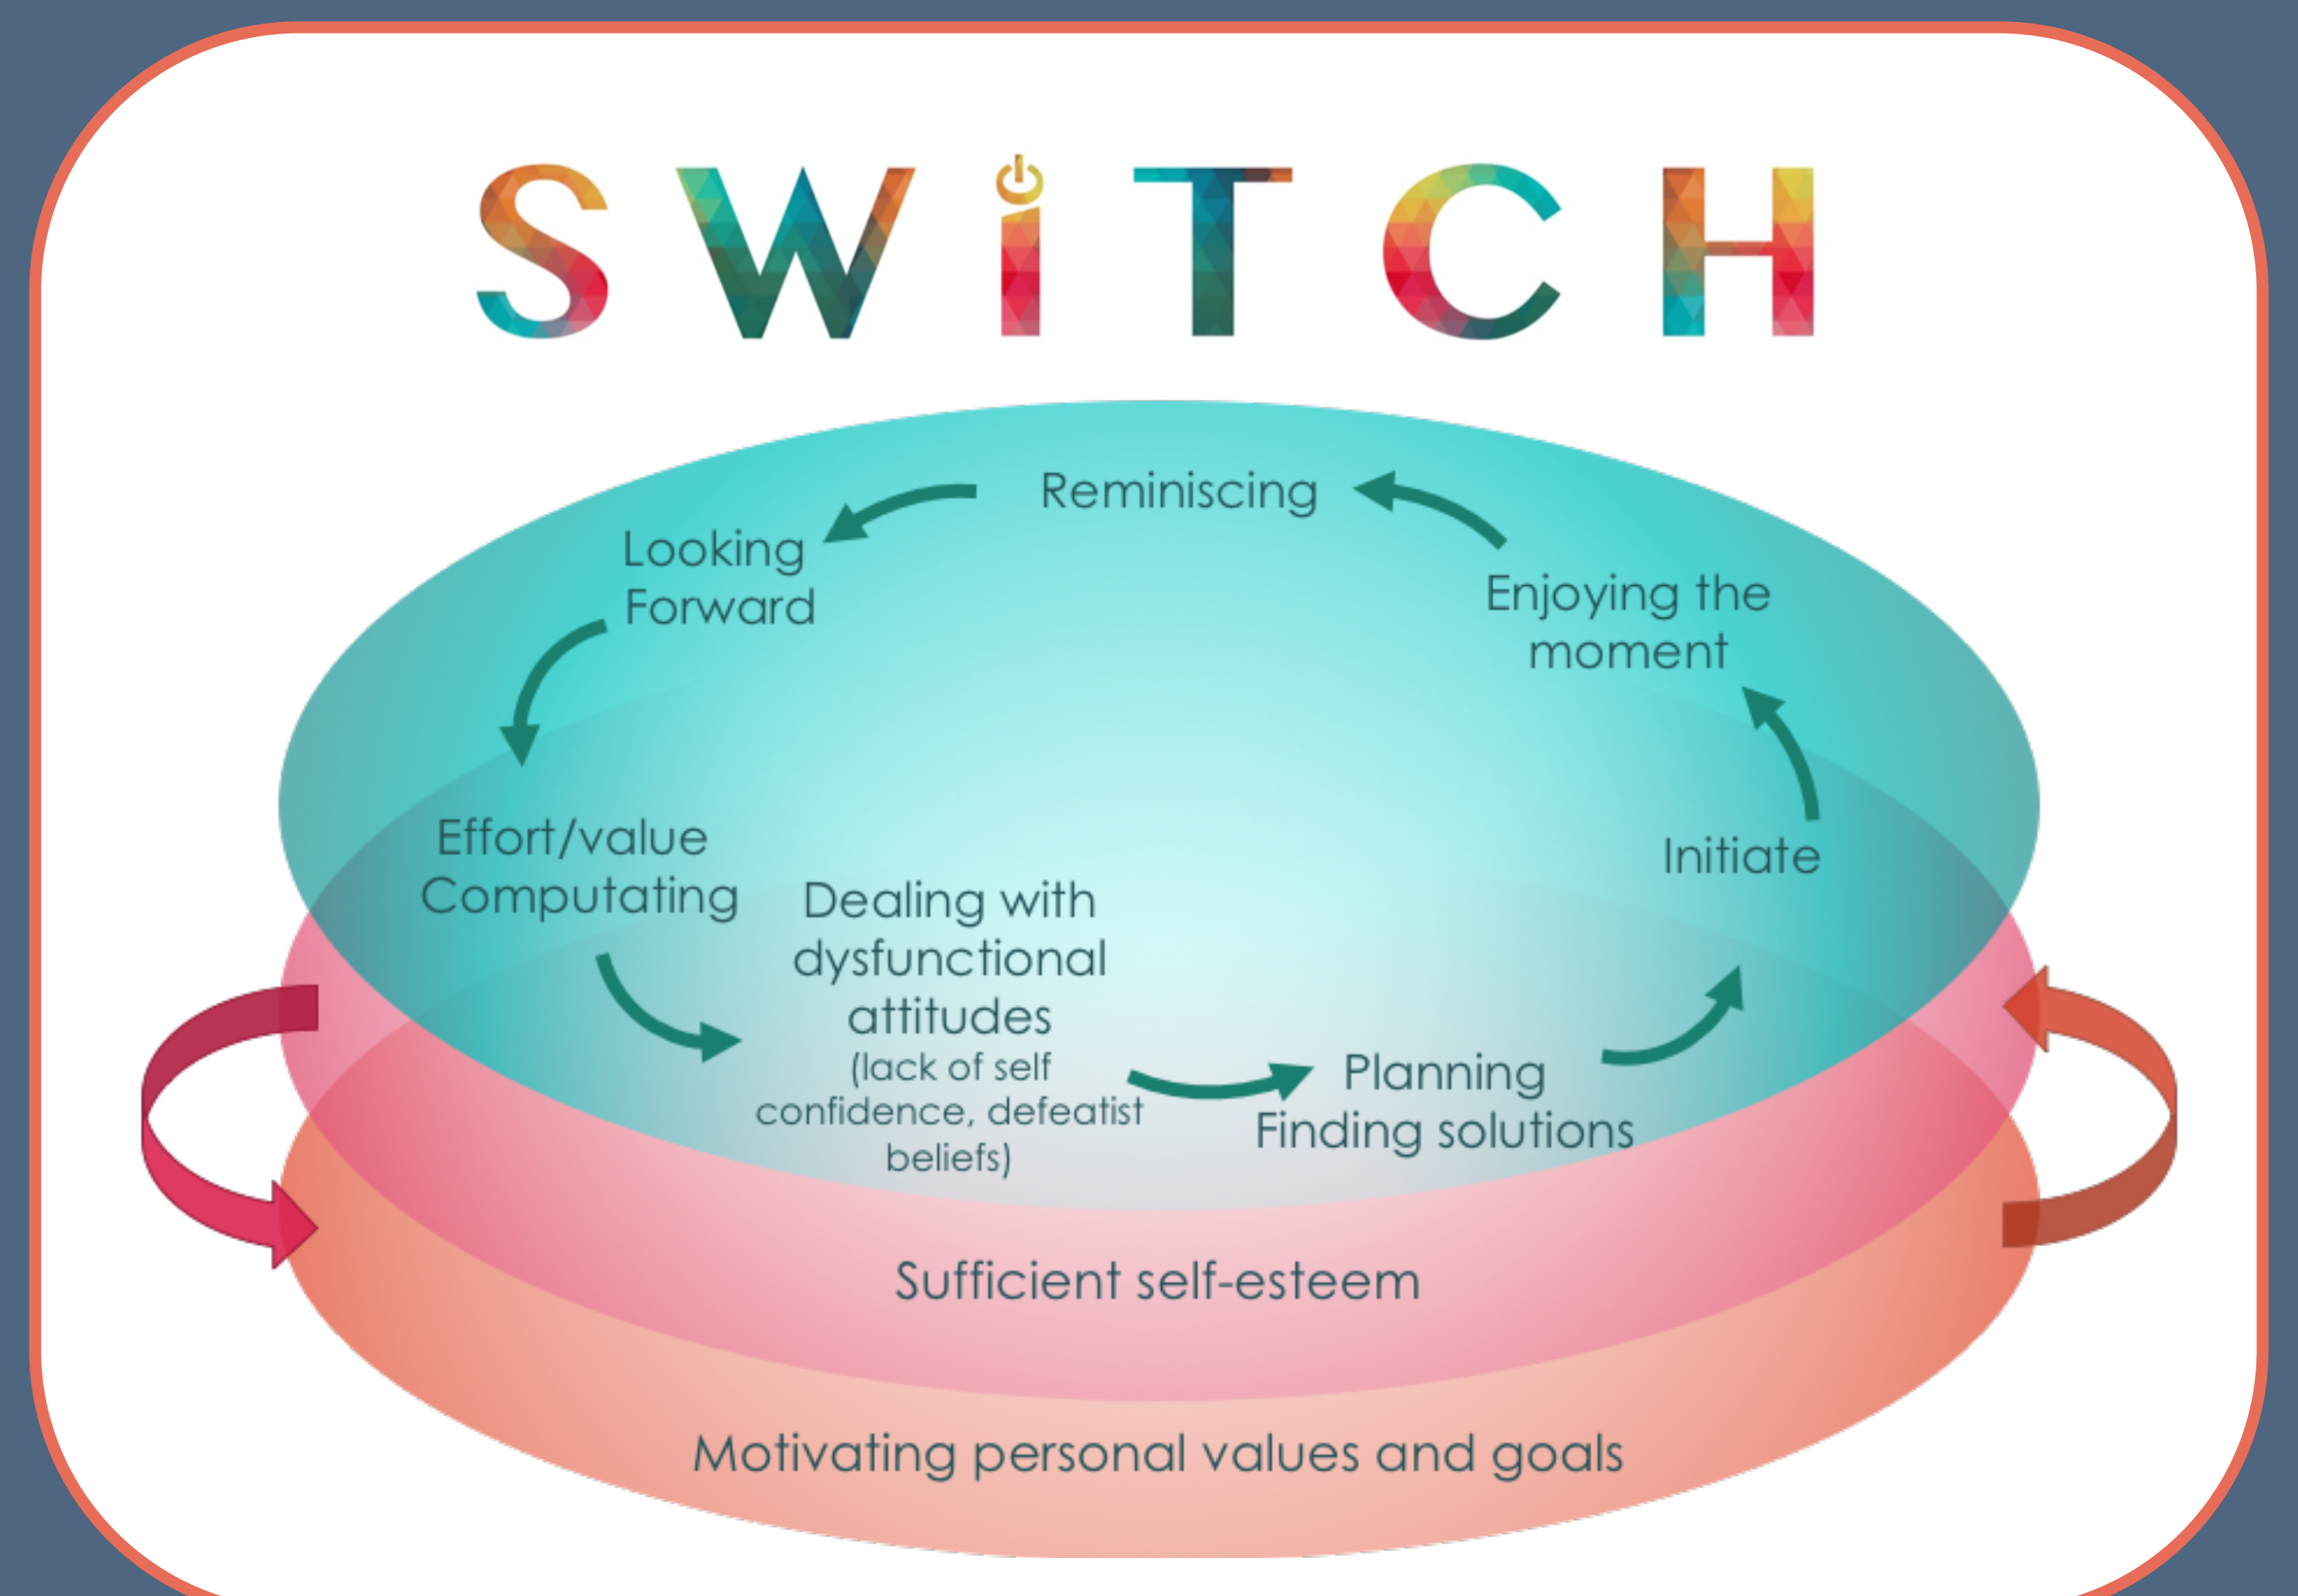 SWiTCH
Reminiscing
Looking
Forward
Enjoying the
moment
Effort/value
Computating
Initiate
Dealing with
dysfunctional
attitudes
(lack of self
confidence, defeatist
beliefs)
Planning
Finding solutions
Sufficient self-esteem
Motivating personal values and goals